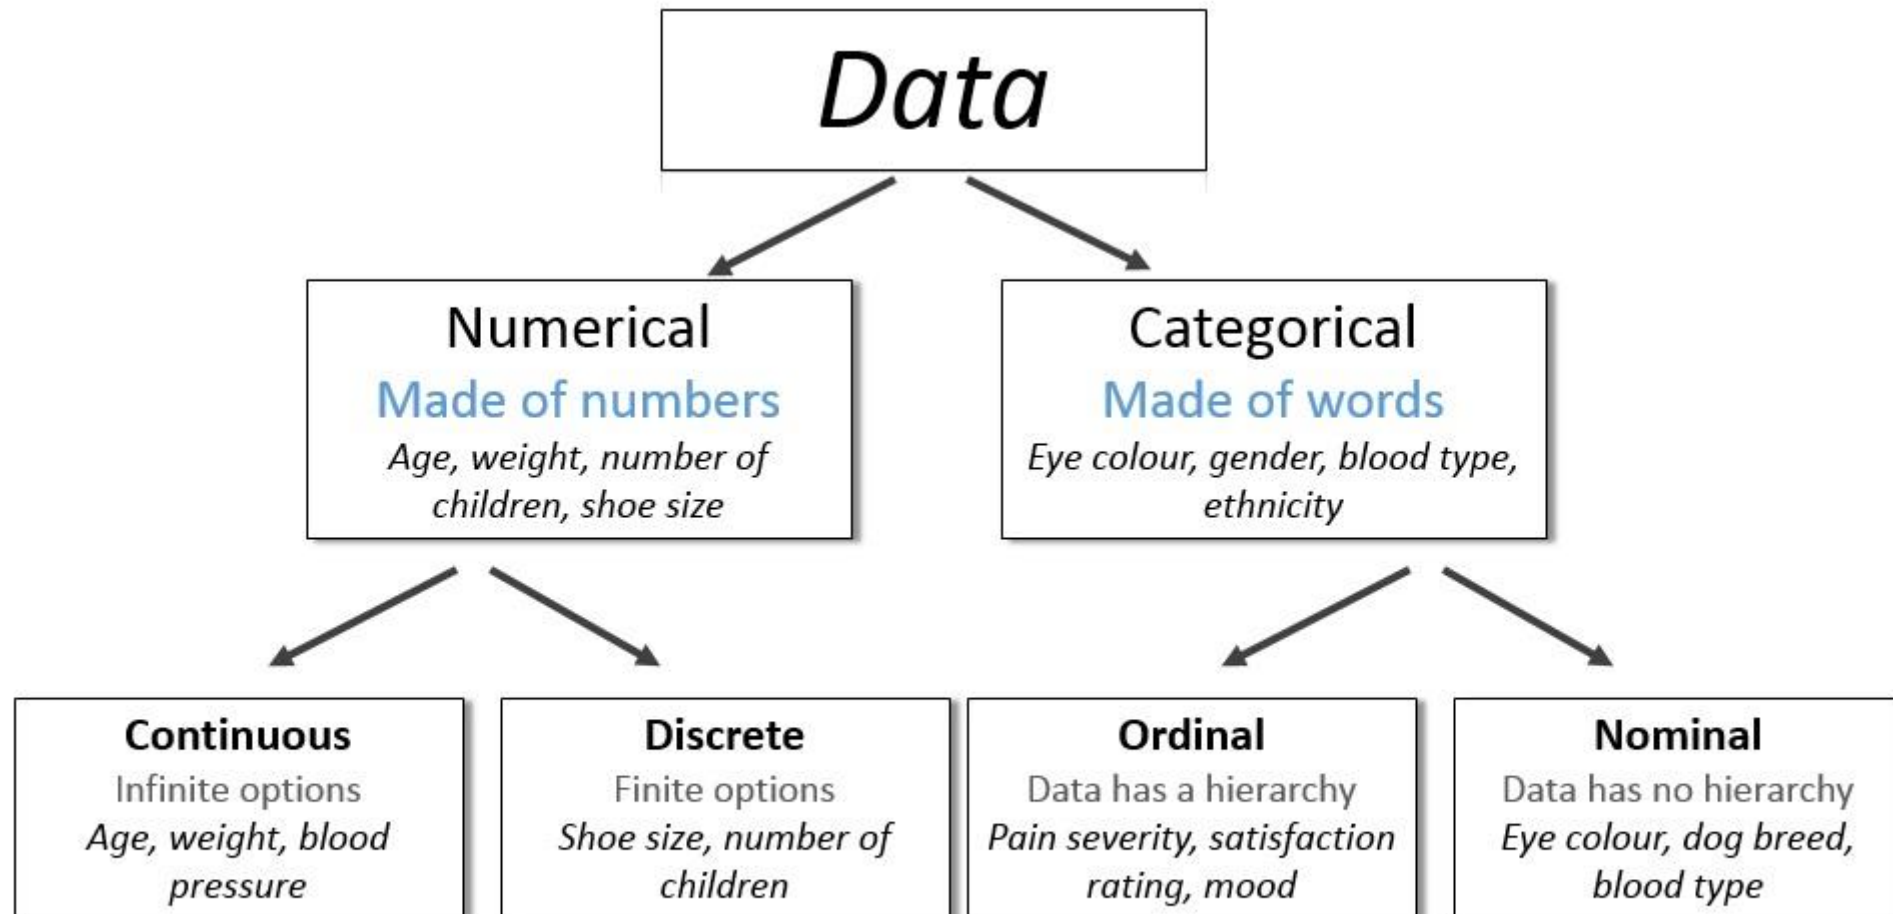 Data
Numerical
Made of numbers
Age, weight, number of
children, shoe size
Categorical
Made of words
Eye colour, gender, blood type,
ethnicity
Continuous
Infinite options
Age, weight, blood
pressure
Discrete
Finite options
Shoe size, number of
children
Ordinal
Data has a hierarchy
Pain severity, satisfaction
rating, mood
Nominal
Data has no hierarchy
Eye colour, dog breed,
blood type